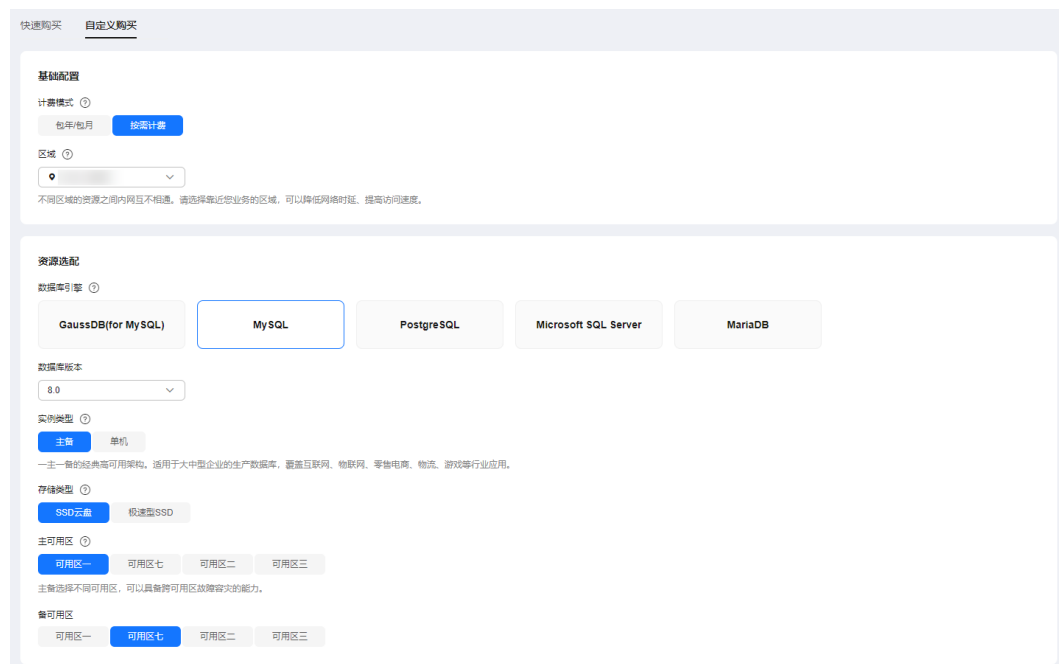 快速购买 自定义购买
基础配置
计费模式 ?
包年/包月 按需计费
区域 ?
不同区域的资源之间内网互不相通。请选择靠近您业务的区域，可以降低网络时延、提高访问速度。
资源选配
数据库引擎 ?
GaussDB(for MySQL) MySQL PostgreSQL Microsoft SQL Server MariaDB
数据库版本
8.0
实例类型 ?
主备 单机
一主一备的经典高可用架构。适用于大中型企业的生产数据库，覆盖互联网、物联网、零售电商、物流、游戏等行业应用。
存储类型 ?
SSD云盘 极速型SSD
主可用区 ?
可用区一 可用区七 可用区二 可用区三
主备选择不同可用区，可以具备跨可用区故障容灾的能力。
备可用区
可用区一 可用区七 可用区二 可用区三